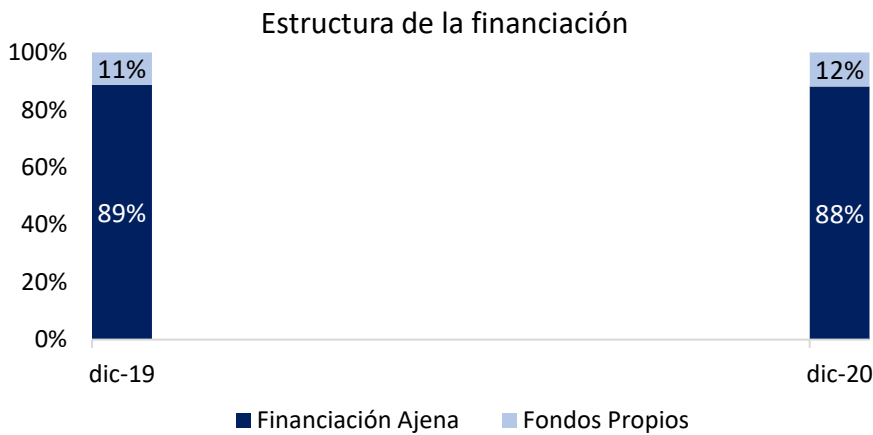 Estructura de la financiación
100%
80%
60%
40%
20%
0%
11%
89%
12%
88%
dic-19
dic-20
Financiación Ajena
Fondos Propios